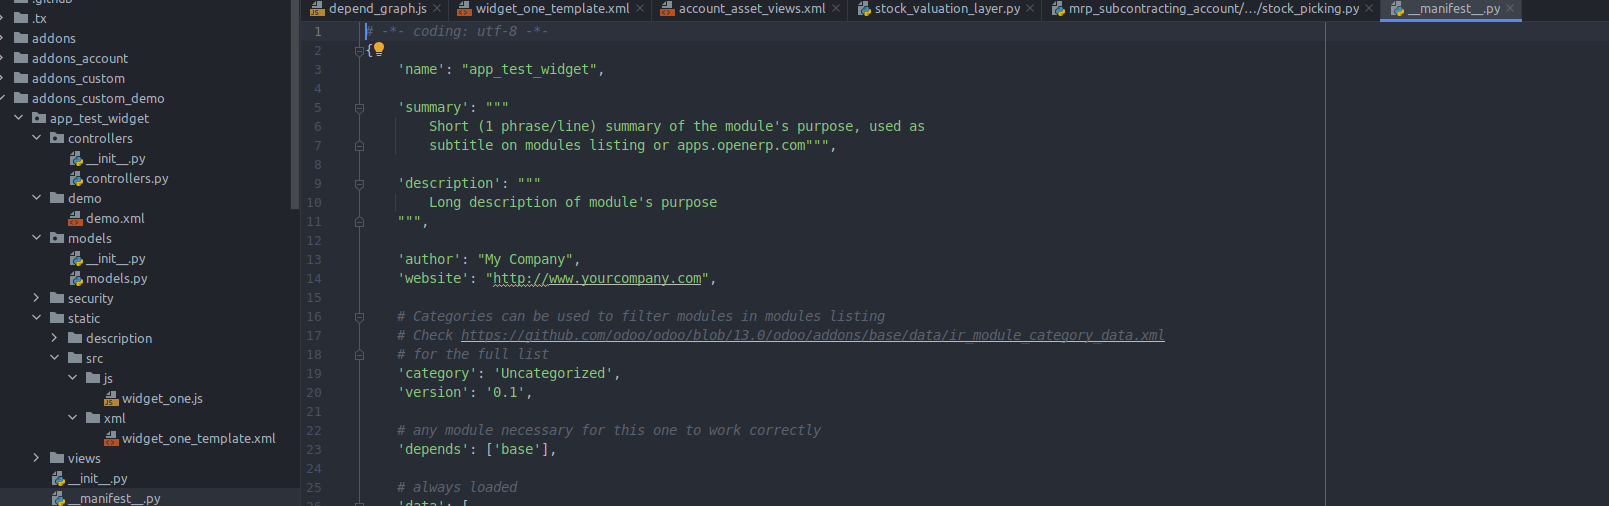 .github
.tx
addons
addons_account
addons_custom
addons_custom_demo
app_test_widget
controllers
__init__.py
controllers.py
demo
demo.xml
models
__init__.py
models.py
security
static
description
src
js
widget_one.js
xml
widget_one_template.xml
views
__init__.py
__manifest__.py
depend_graph.js
widget_one_template.xml
account_asset_views.xml
stock_valuation_layer.py
mrp_subcontracting_account/.../stock_picking.py
__manifest__.py
1 # -*- coding: utf-8 -*-
2 {
3 'name': "app_test_widget",
4
5 'summary': """
6 Short (1 phrase/line) summary of the module's purpose, used as
7 subtitle on modules listing or apps.openerp.com""",
8
9 'description': """
10 Long description of module's purpose
11 """,
12
13 'author': "My Company",
14 'website': "http://www.yourcompany.com",
15
16 # Categories can be used to filter modules in modules listing
17 # Check https://github.com/odoo/odoo/blob/13.0/odoo/addons/base/data/ir_module_category_data.xml
18 # for the full list
19 'category': 'Uncategorized',
20 'version': '0.1',
21
22 # any module necessary for this one to work correctly
23 'depends': ['base'],
24
25 # always loaded
26 'data': [